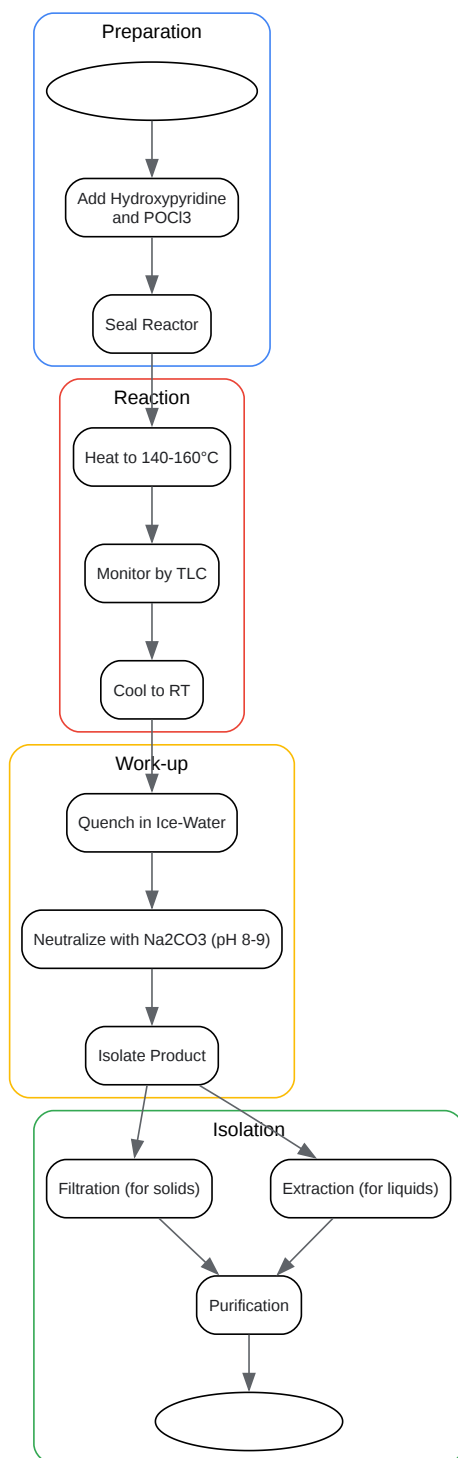 Preparation
Add Hydroxypyridine
and POCl3
Seal Reactor
Reaction
Heat to 140-160°C
Monitor by TLC
Cool to RT
Work-up
Quench in Ice-Water
Neutralize with Na2CO3 (pH 8-9)
Isolate Product
Isolation
Filtration (for solids)
Extraction (for liquids)
Purification